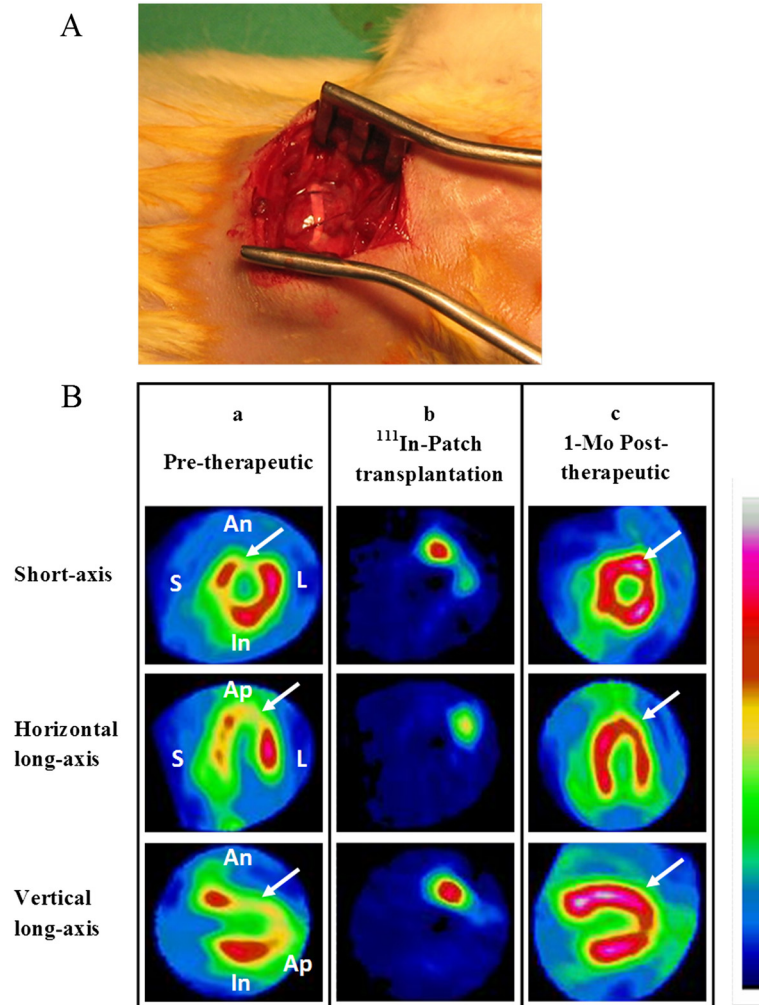 A
B
a
Pre-therapeutic
b
¹¹¹In-Patch
transplantation
c
1-Mo Post-
therapeutic
Short-axis
An
S
L
In
Horizontal
long-axis
Ap
S
L
Vertical
long-axis
An
In
Ap